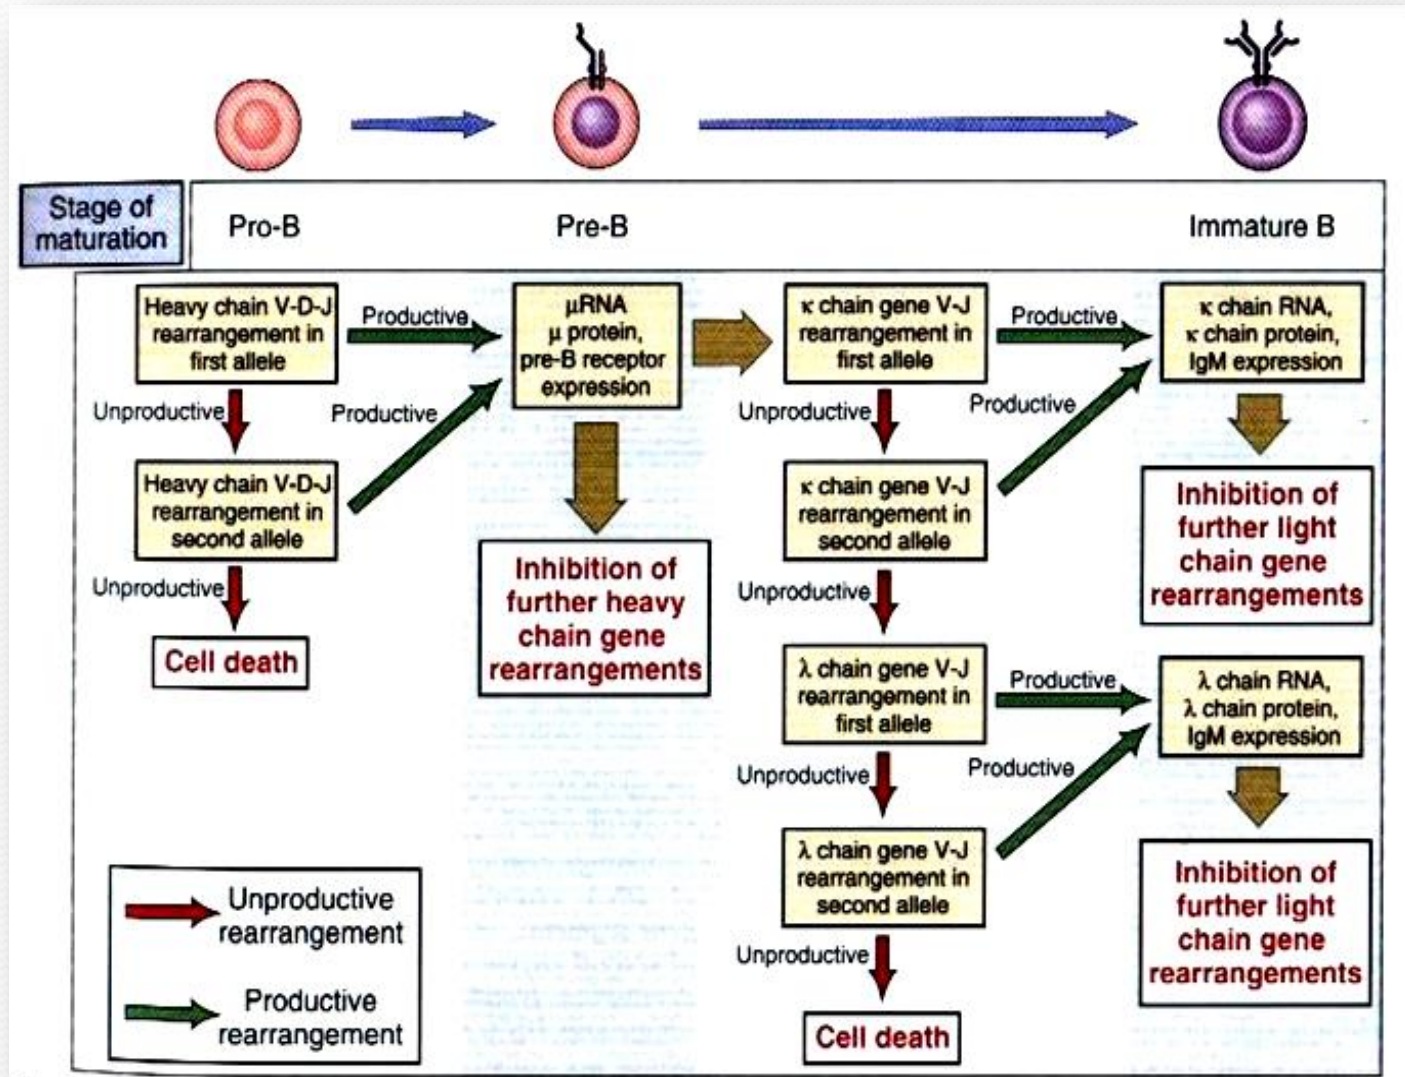 Stage of
maturation
Pro-B
Pre-B
Immature B
Heavy chain V-D-J
rearrangement in
first allele
Productive
μRNA
μ protein,
pre-B receptor
expression
κ chain gene V-J
rearrangement in
first allele
Productive
κ chain RNA,
κ chain protein,
IgM expression
Unproductive
Productive
Unproductive
Productive
Heavy chain V-D-J
rearrangement in
second allele
κ chain gene V-J
rearrangement in
second allele
Inhibition of
further light
chain gene
rearrangements
Unproductive
Inhibition of
further heavy
chain gene
rearrangements
Unproductive
Cell death
λ chain gene V-J
rearrangement in
first allele
Productive
λ chain RNA,
λ chain protein,
IgM expression
Unproductive
Productive
λ chain gene V-J
rearrangement in
second allele
Inhibition of
further light
chain gene
rearrangements
Unproductive
rearrangement
Productive
rearrangement
Unproductive
Cell death